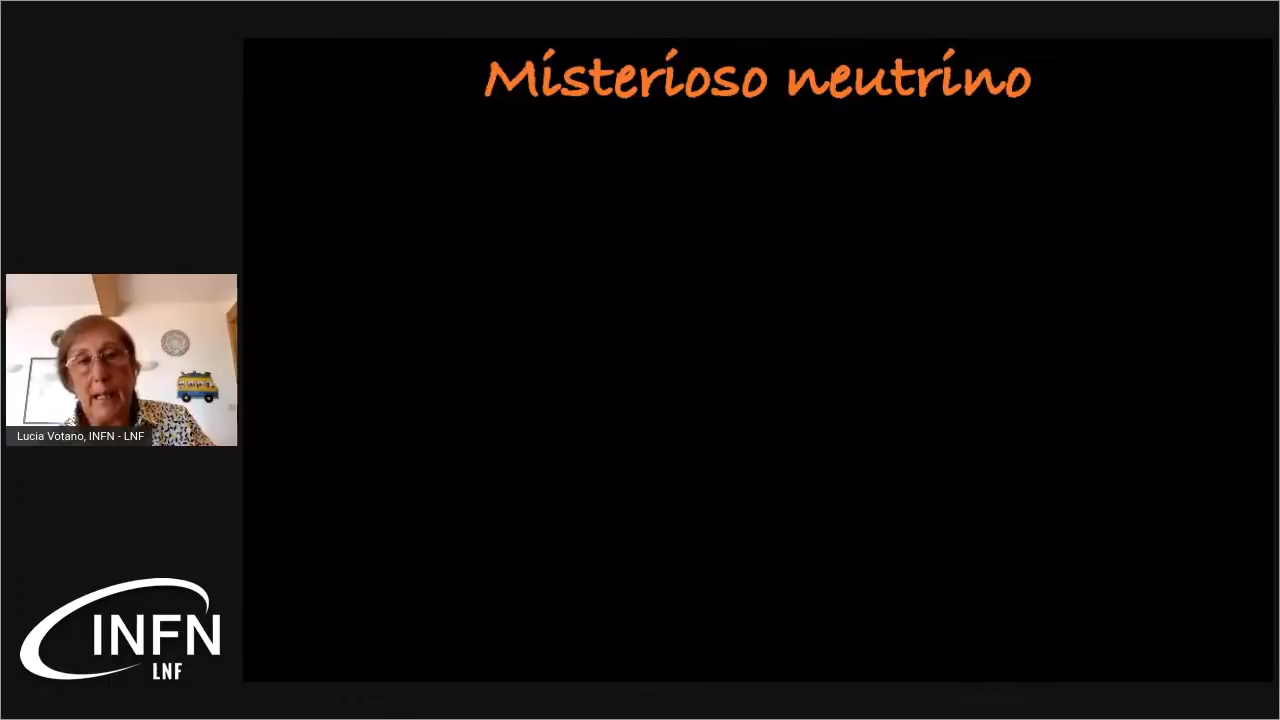 Misterioso neutrino
Lucia Votano, INFN - LNF
INFN
LNF